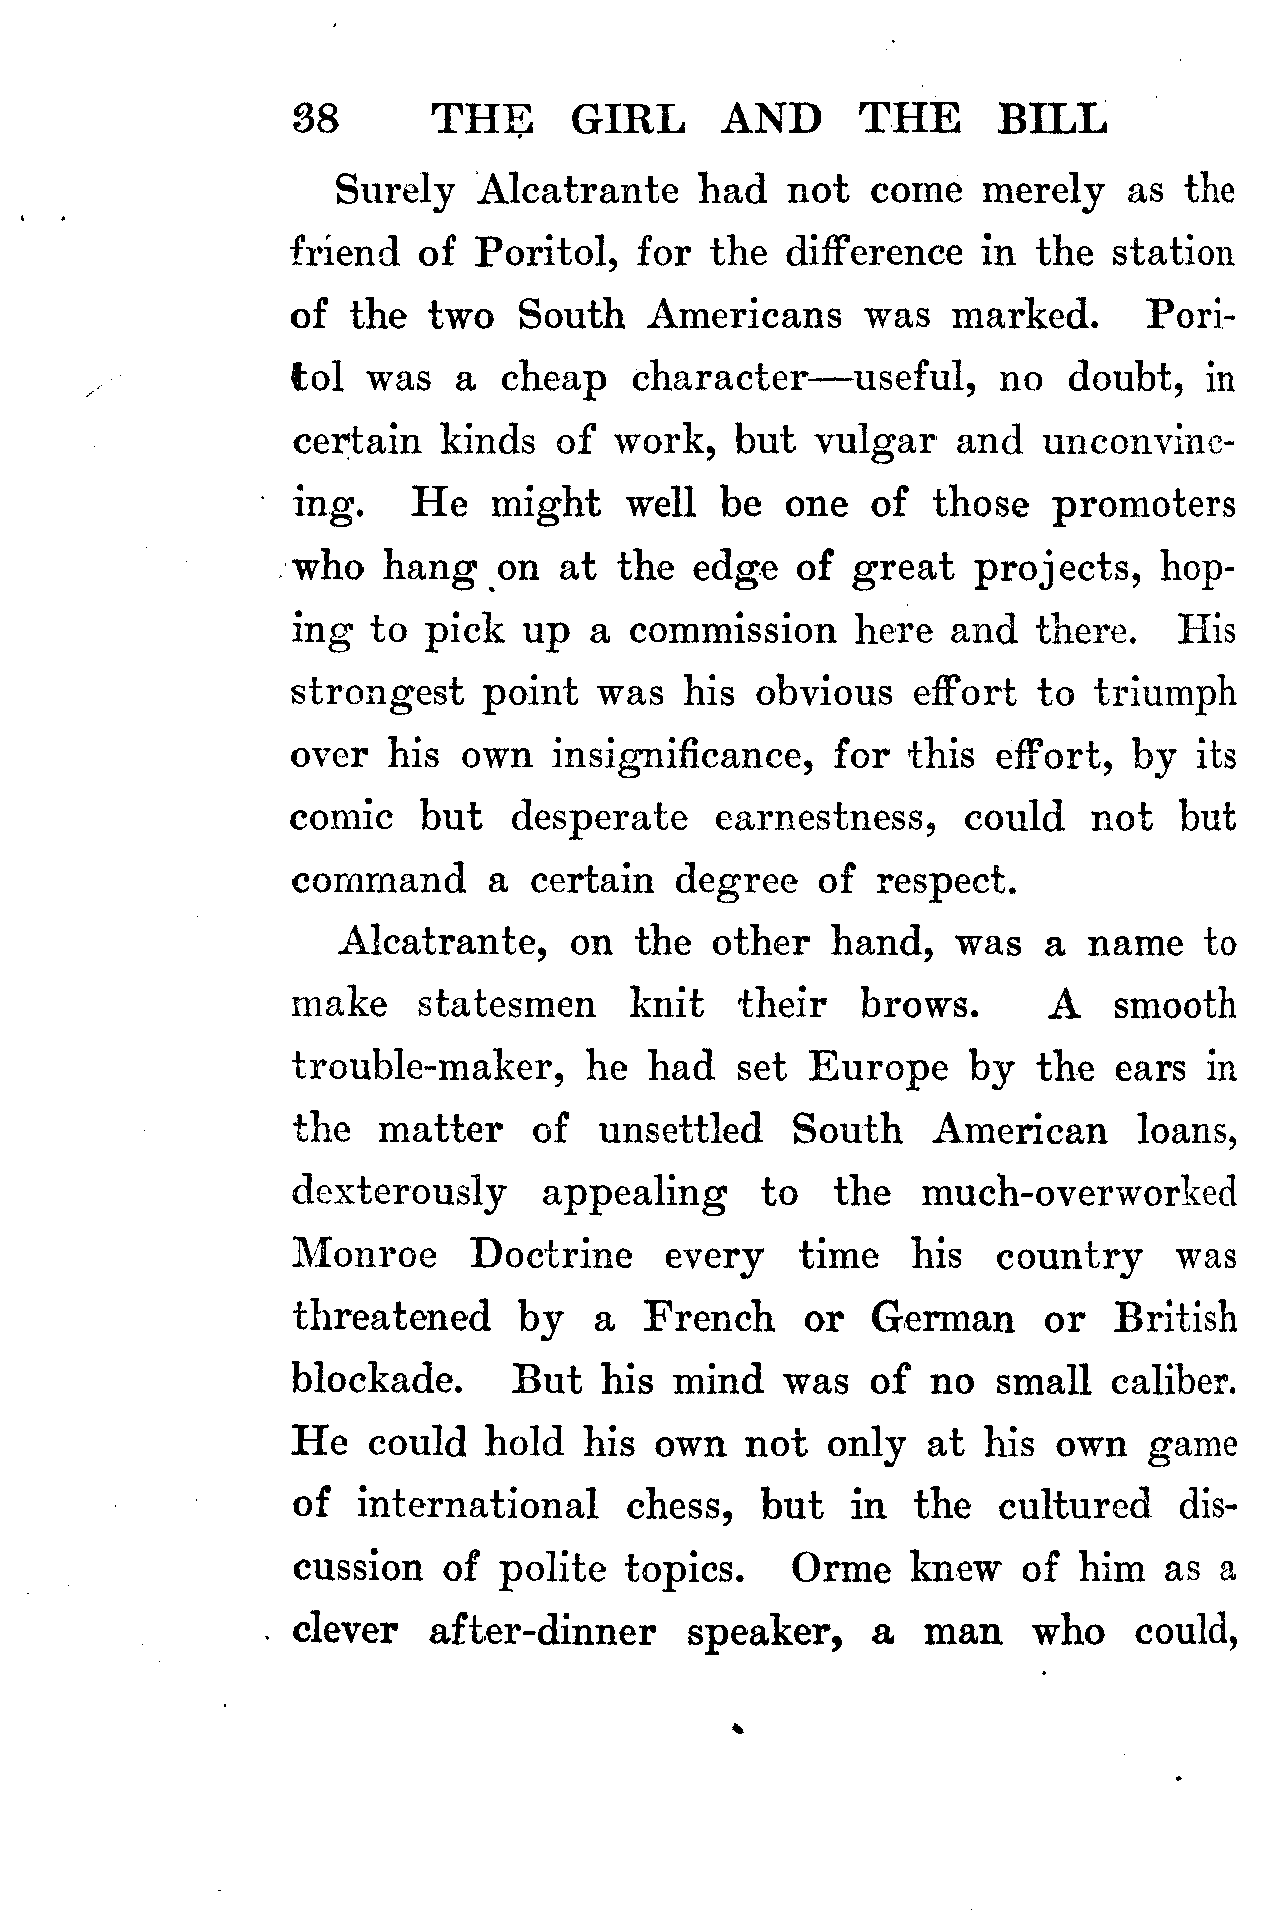 38 THE GIRL AND THE BILL
Surely Alcatrante had not come merely as the
friend of Poritol, for the difference in the station
of the two South Americans was marked. Pori-
tol was a cheap character—useful, no doubt, in
certain kinds of work, but vulgar and unconvinc-
ing. He might well be one of those promoters
who hang on at the edge of great projects, hop-
ing to pick up a commission here and there. His
strongest point was his obvious effort to triumph
over his own insignificance, for this effort, by its
comic but desperate earnestness, could not but
command a certain degree of respect.
Alcatrante, on the other hand, was a name to
make statesmen knit their brows. A smooth
trouble-maker, he had set Europe by the ears in
the matter of unsettled South American loans,
dexterously appealing to the much-overworked
Monroe Doctrine every time his country was
threatened by a French or German or British
blockade. But his mind was of no small caliber.
He could hold his own not only at his own game
of international chess, but in the cultured dis-
cussion of polite topics. Orme knew of him as a
clever after-dinner speaker, a man who could,